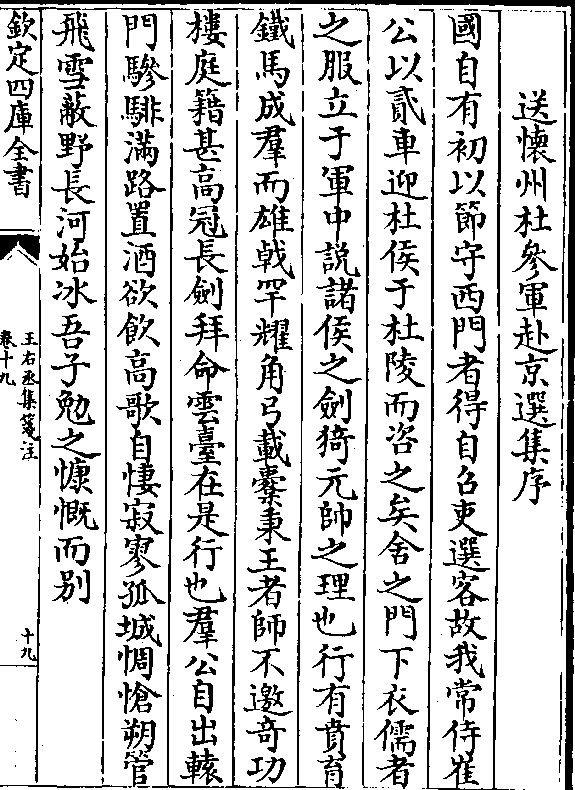 送懷州杜參軍赴京選集序
國自有初以節守西門者得自召吏選客故我常侍崔
公以貳車迎杜侯于杜陵而咨之矣舍之門下衣儒者
之服立于軍中説諸侯之劍猗元帥之理也行有賁育
鐵馬成羣而雄戟罕耀角弓載櫜秉王者師不邀奇功
樓庭籍甚高冠長劍拜命雲臺在是行也羣公自出轅
門驂騑滿路置酒欲飲高歌自悽寂寥孤城惆愴朔管
飛雪蔽野長河始冰吾子勉之慷慨而别
欽定四庫全書
王右丞集箋注
卷十九
十九